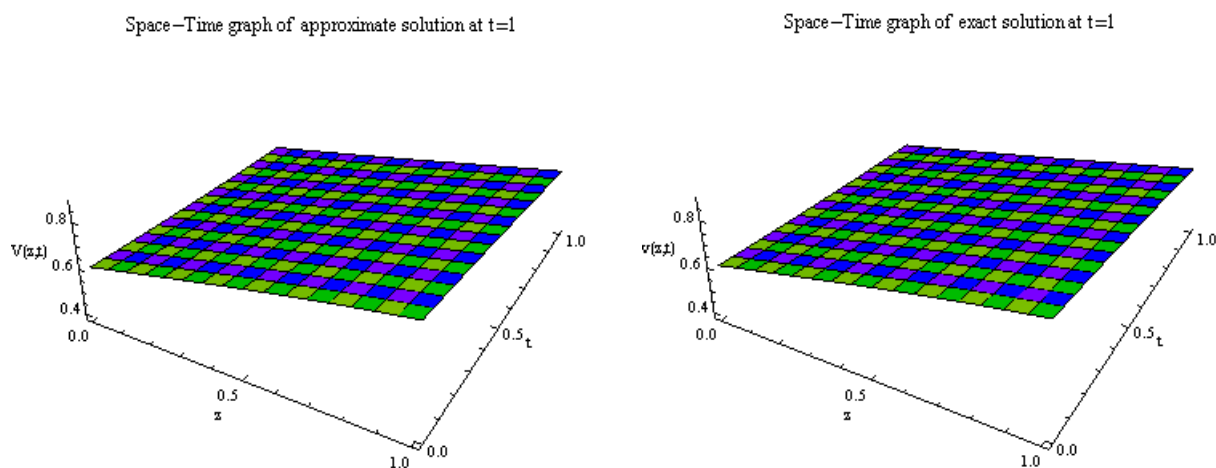 Space–Time graph of approximate solution at t=1
Space–Time graph of exact solution at t=1
0.8
V(z,t)
0.6
0.4
0.0
0.5
z
1.0
0.0
0.5
t
1.0
0.8
v(z,t)
0.6
0.4
0.0
0.5
z
1.0
0.0
0.5
t
1.0